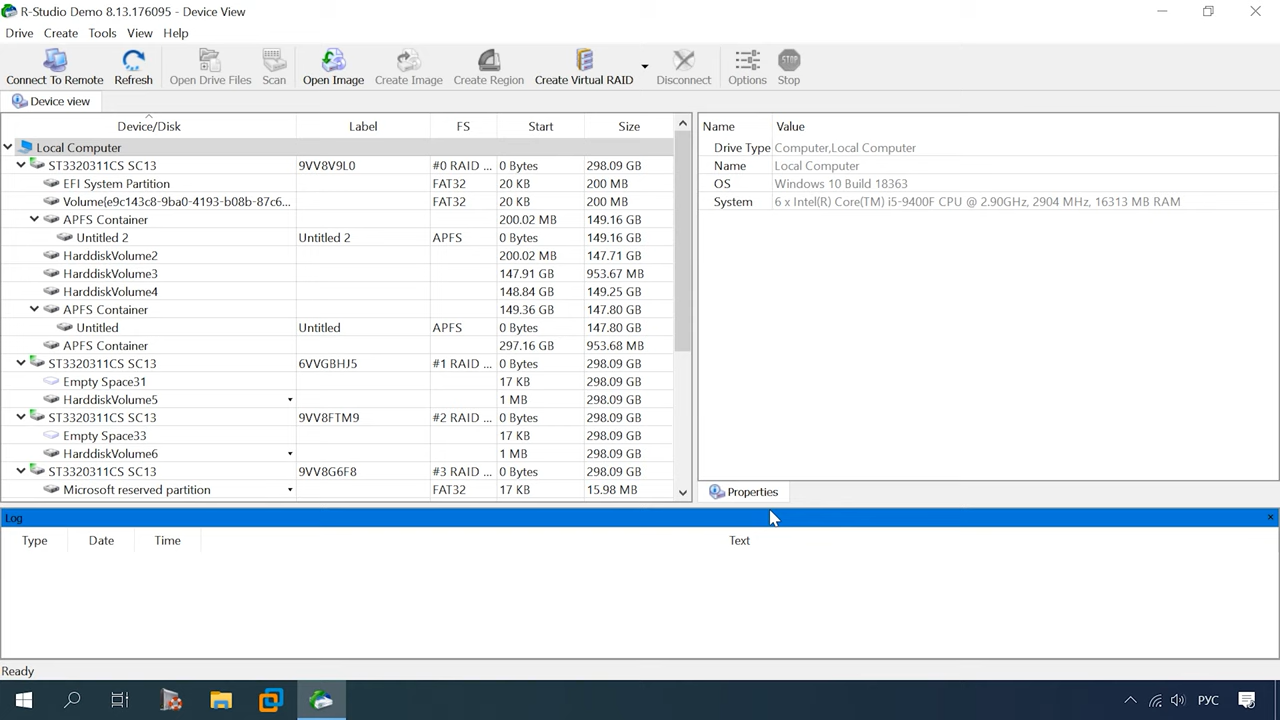 R-Studio Demo 8.13.176095 - Device View
Drive Create Tools View Help
Connect To Remote Refresh Open Drive Files Scan Open Image Create Image Create Region Create Virtual RAID Disconnect Options Stop
Device view
Device/Disk Label FS Start Size
Local Computer
ST3320311CS SC13 9VV8V9L0 #0 RAID ... 0 Bytes 298.09 GB
EFI System Partition FAT32 20 KB 200 MB
Volume{e9c143c8-9ba0-4193-b08b-87c6... FAT32 20 KB 200 MB
APFS Container 200.02 MB 149.16 GB
Untitled 2 Untitled 2 APFS 0 Bytes 149.16 GB
HarddiskVolume2 200.02 MB 147.71 GB
HarddiskVolume3 147.91 GB 953.67 MB
HarddiskVolume4 148.84 GB 149.25 GB
APFS Container 149.36 GB 147.80 GB
Untitled Untitled APFS 0 Bytes 147.80 GB
APFS Container 297.16 GB 953.68 MB
ST3320311CS SC13 6VVGBHJ5 #1 RAID ... 0 Bytes 298.09 GB
Empty Space31 17 KB 298.09 GB
HarddiskVolume5 1 MB 298.09 GB
ST3320311CS SC13 9VV8FTM9 #2 RAID ... 0 Bytes 298.09 GB
Empty Space33 17 KB 298.09 GB
HarddiskVolume6 1 MB 298.09 GB
ST3320311CS SC13 9VV8G6F8 #3 RAID ... 0 Bytes 298.09 GB
Microsoft reserved partition FAT32 17 KB 15.98 MB
Name Value
Drive Type Computer,Local Computer
Name Local Computer
OS Windows 10 Build 18363
System 6 x Intel(R) Core(TM) i5-9400F CPU @ 2.90GHz, 2904 MHz, 16313 MB RAM
Properties
Log
Type Date Time Text
Ready
РУС